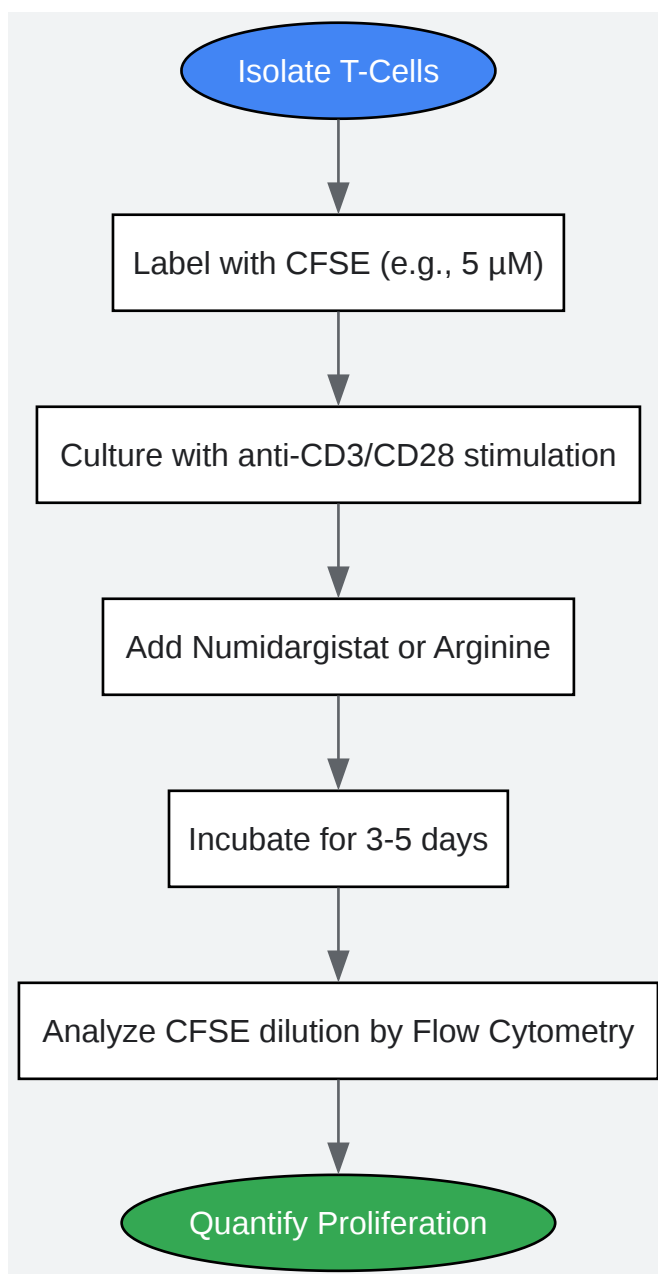 Isolate T-Cells
Label with CFSE (e.g., 5 µM)
Culture with anti-CD3/CD28 stimulation
Add Numidargistat or Arginine
Incubate for 3-5 days
Analyze CFSE dilution by Flow Cytometry
Quantify Proliferation